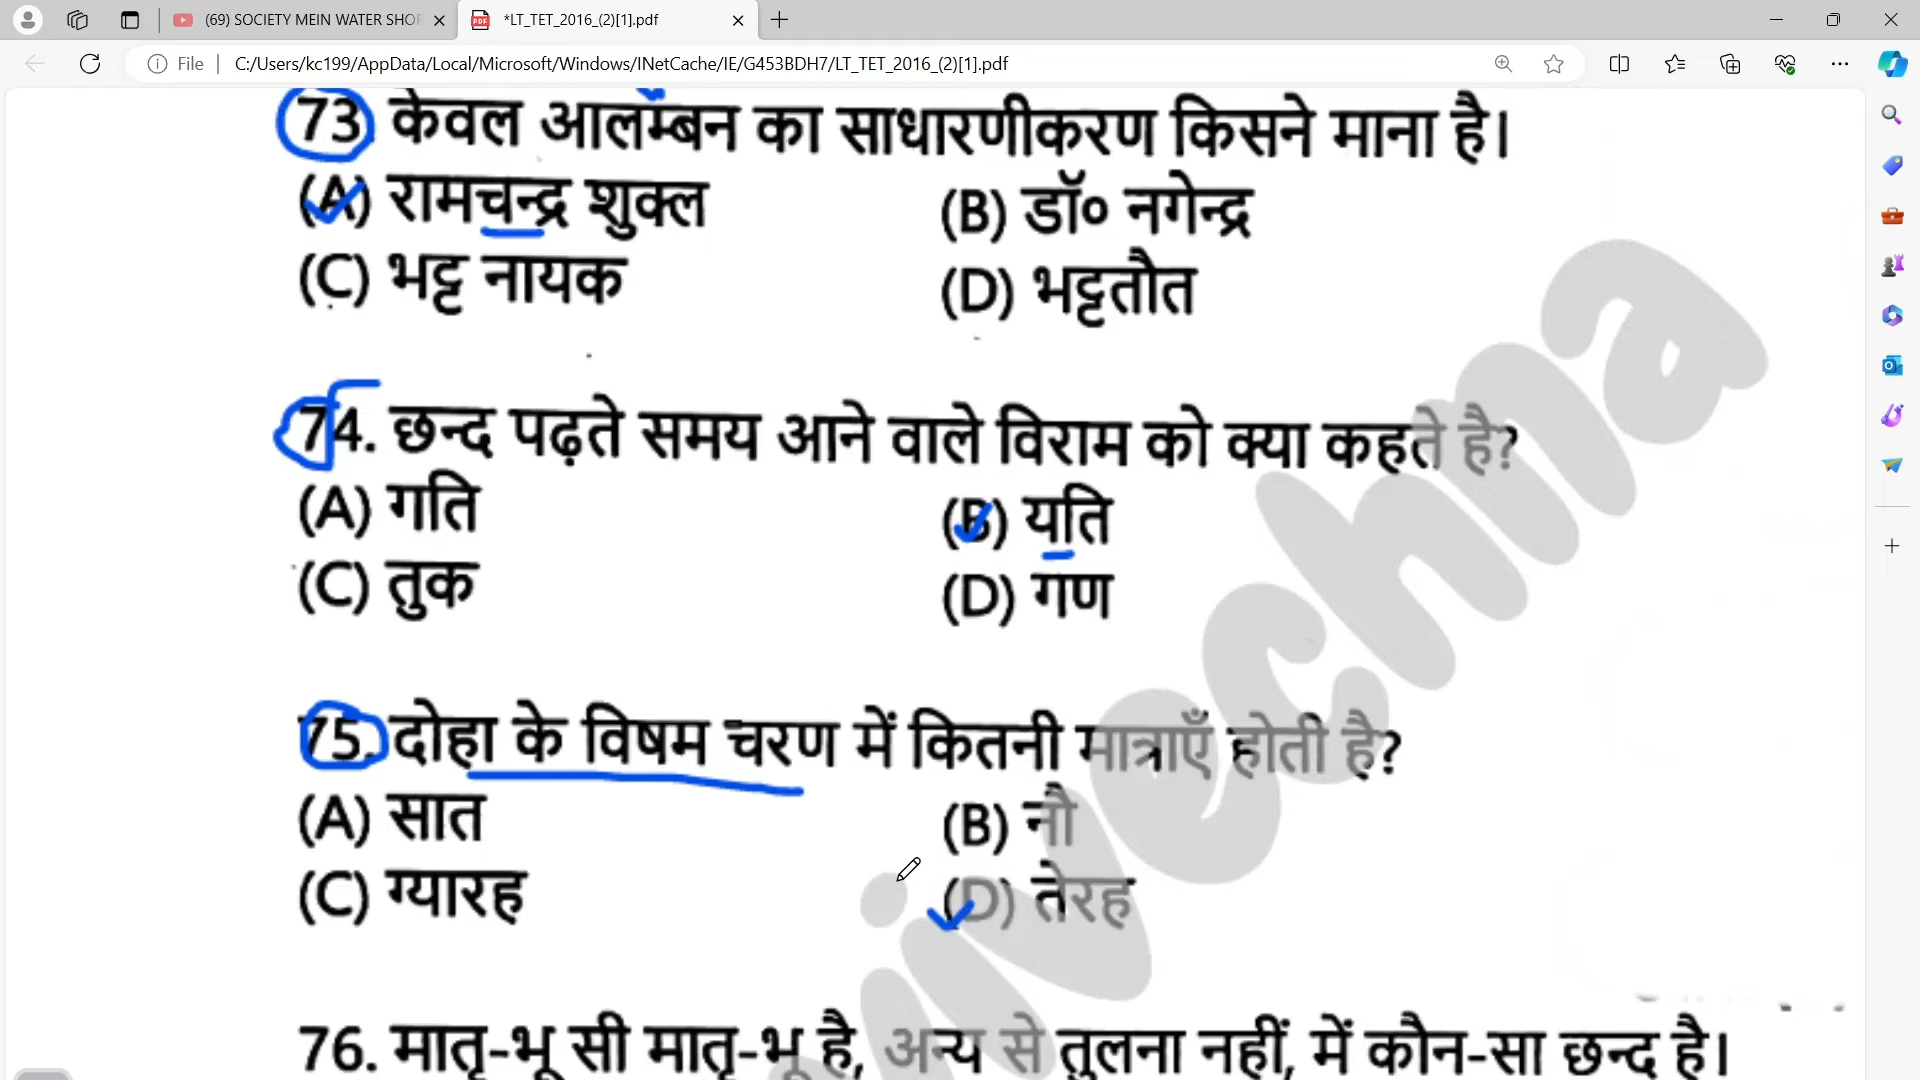 (69) SOCIETY MEIN WATER SHOR
*LT_TET_2016_(2)[1].pdf
File
C:/Users/kc199/AppData/Local/Microsoft/Windows/INetCache/IE/G453BDH7/LT_TET_2016_(2)[1].pdf
73. केवल आलम्बन का साधारणीकरण किसने माना है।
(A) रामचन्द्र शुक्ल (B) डॉ० नगेन्द्र
(C) भट्ट नायक (D) भट्टतौत
74. छन्द पढ़ते समय आने वाले विराम को क्या कहते है?
(A) गति (B) यति
(C) तुक (D) गण
75. दोहा के विषम चरण में कितनी मात्राएँ होती है?
(A) सात (B) नौ
(C) ग्यारह (D) तेरह
76. मातृ-भू सी मातृ-भू है, अन्य से तुलना नहीं, में कौन-सा छन्द है।
ivechna